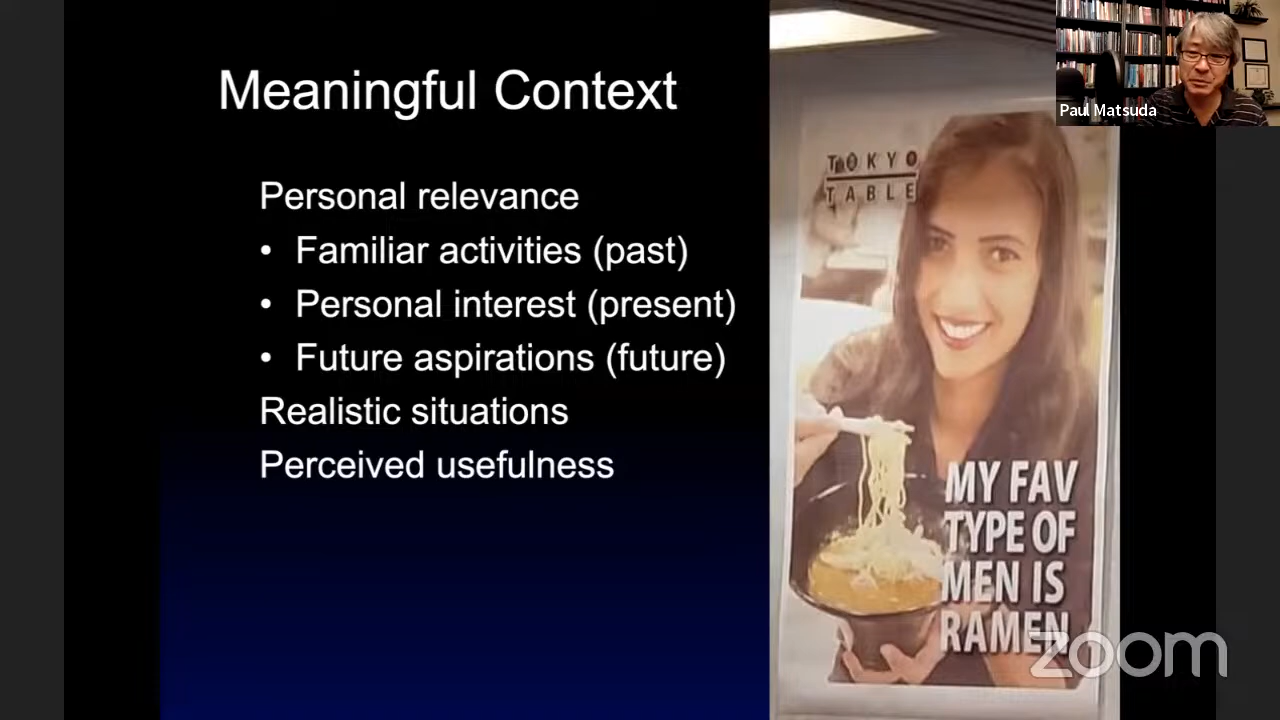 Meaningful Context
Personal relevance
• Familiar activities (past)
• Personal interest (present)
• Future aspirations (future)
Realistic situations
Perceived usefulness
TOKYO
TABLE
MY FAV
TYPE OF
MEN IS
RAMEN
Paul Matsuda
zoom